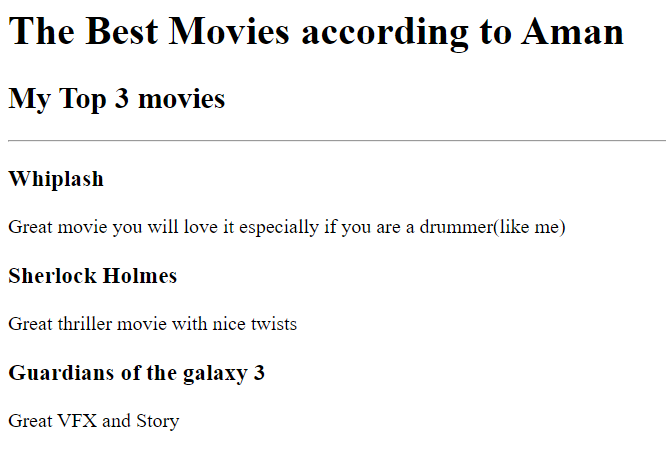 The Best Movies according to Aman
My Top 3 movies
Whiplash
Great movie you will love it especially if you are a drummer(like me)
Sherlock Holmes
Great thriller movie with nice twists
Guardians of the galaxy 3
Great VFX and Story